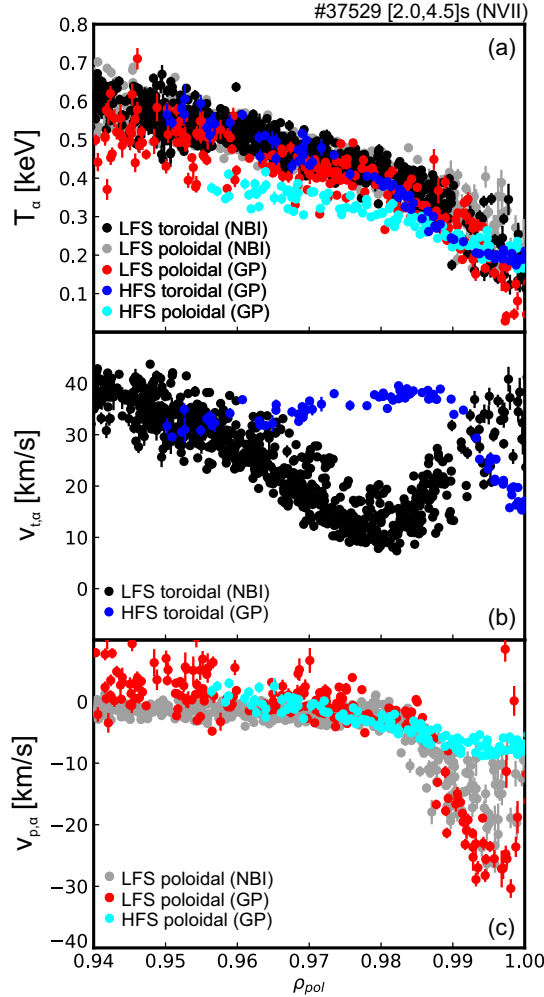 #37529 [2.0,4.5]s (NVII)
(a)
0.8
0.7
0.6
0.5
0.4
0.3
0.2
0.1
Tα [keV]
LFS toroidal (NBI)
LFS poloidal (NBI)
LFS poloidal (GP)
HFS toroidal (GP)
HFS poloidal (GP)
40
30
20
10
0
vt,α [km/s]
LFS toroidal (NBI)
HFS toroidal (GP)
(b)
0
−10
−20
−30
−40
vp,α [km/s]
LFS poloidal (NBI)
LFS poloidal (GP)
HFS poloidal (GP)
(c)
0.94 0.95 0.96 0.97 0.98 0.99 1.00
ρpol